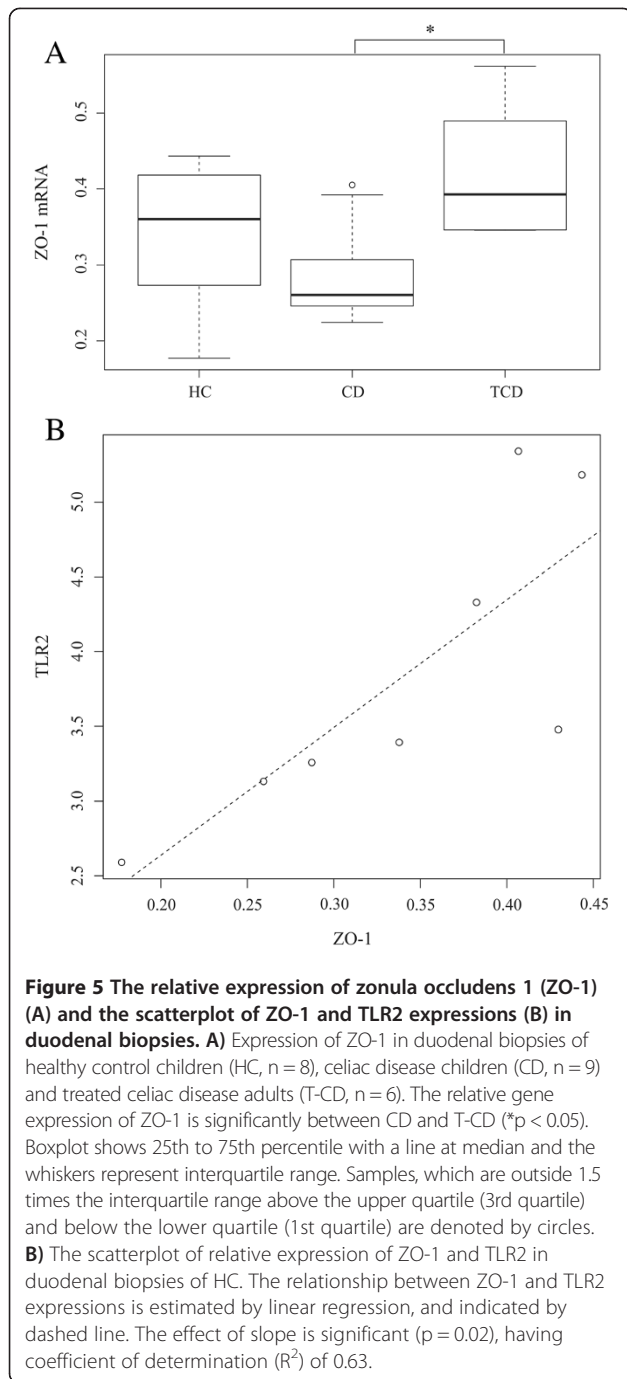 A
*
ZO-1 mRNA
0.5
0.4
0.3
0.2
HC CD TCD
B
TLR2
5.0
4.5
4.0
3.5
3.0
2.5
0.20 0.25 0.30 0.35 0.40 0.45
ZO-1
Figure 5 The relative expression of zonula occludens 1 (ZO-1)
(A) and the scatterplot of ZO-1 and TLR2 expressions (B) in
duodenal biopsies. A) Expression of ZO-1 in duodenal biopsies of
healthy control children (HC, n = 8), celiac disease children (CD, n = 9)
and treated celiac disease adults (T-CD, n = 6). The relative gene
expression of ZO-1 is significantly between CD and T-CD (*p < 0.05).
Boxplot shows 25th to 75th percentile with a line at median and the
whiskers represent interquartile range. Samples, which are outside 1.5
times the interquartile range above the upper quartile (3rd quartile)
and below the lower quartile (1st quartile) are denoted by circles.
B) The scatterplot of relative expression of ZO-1 and TLR2 in
duodenal biopsies of HC. The relationship between ZO-1 and TLR2
expressions is estimated by linear regression, and indicated by
dashed line. The effect of slope is significant (p = 0.02), having
coefficient of determination (R²) of 0.63.